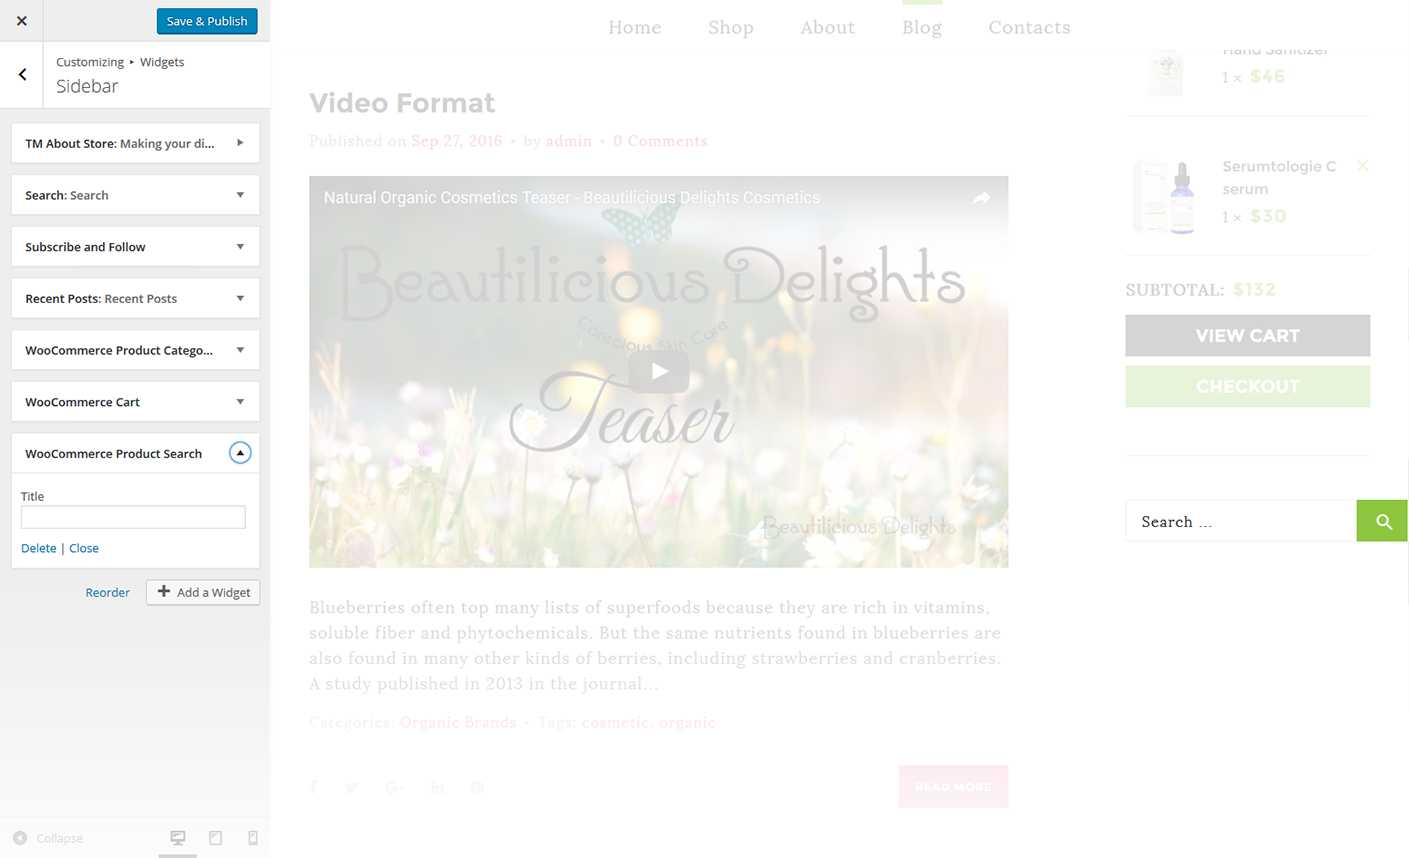 Save & Publish
Customizing ▸ Widgets
Sidebar
TM About Store: Making your di...
Search: Search
Subscribe and Follow
Recent Posts: Recent Posts
WooCommerce Product Catego...
WooCommerce Cart
WooCommerce Product Search
Title
Delete | Close
Reorder
Add a Widget
Collapse
Home Shop About Blog Contacts
Video Format
Published on Sep 27, 2016 • by admin • 0 Comments
Natural Organic Cosmetics Teaser - Beautilicious Delights Cosmetics
Beautilicious Delights
Conscious Skin Care
Teaser
Beautilicious Delights
Blueberries often top many lists of superfoods because they are rich in vitamins,
soluble fiber and phytochemicals. But the same nutrients found in blueberries are
also found in many other kinds of berries, including strawberries and cranberries.
A study published in 2013 in the journal...
Categories: Organic Brands • Tags: cosmetic, organic
READ MORE
Hand Sanitizer
1 × $46
Serumtologie C
serum
1 × $30
SUBTOTAL: $132
VIEW CART
CHECKOUT
Search ...